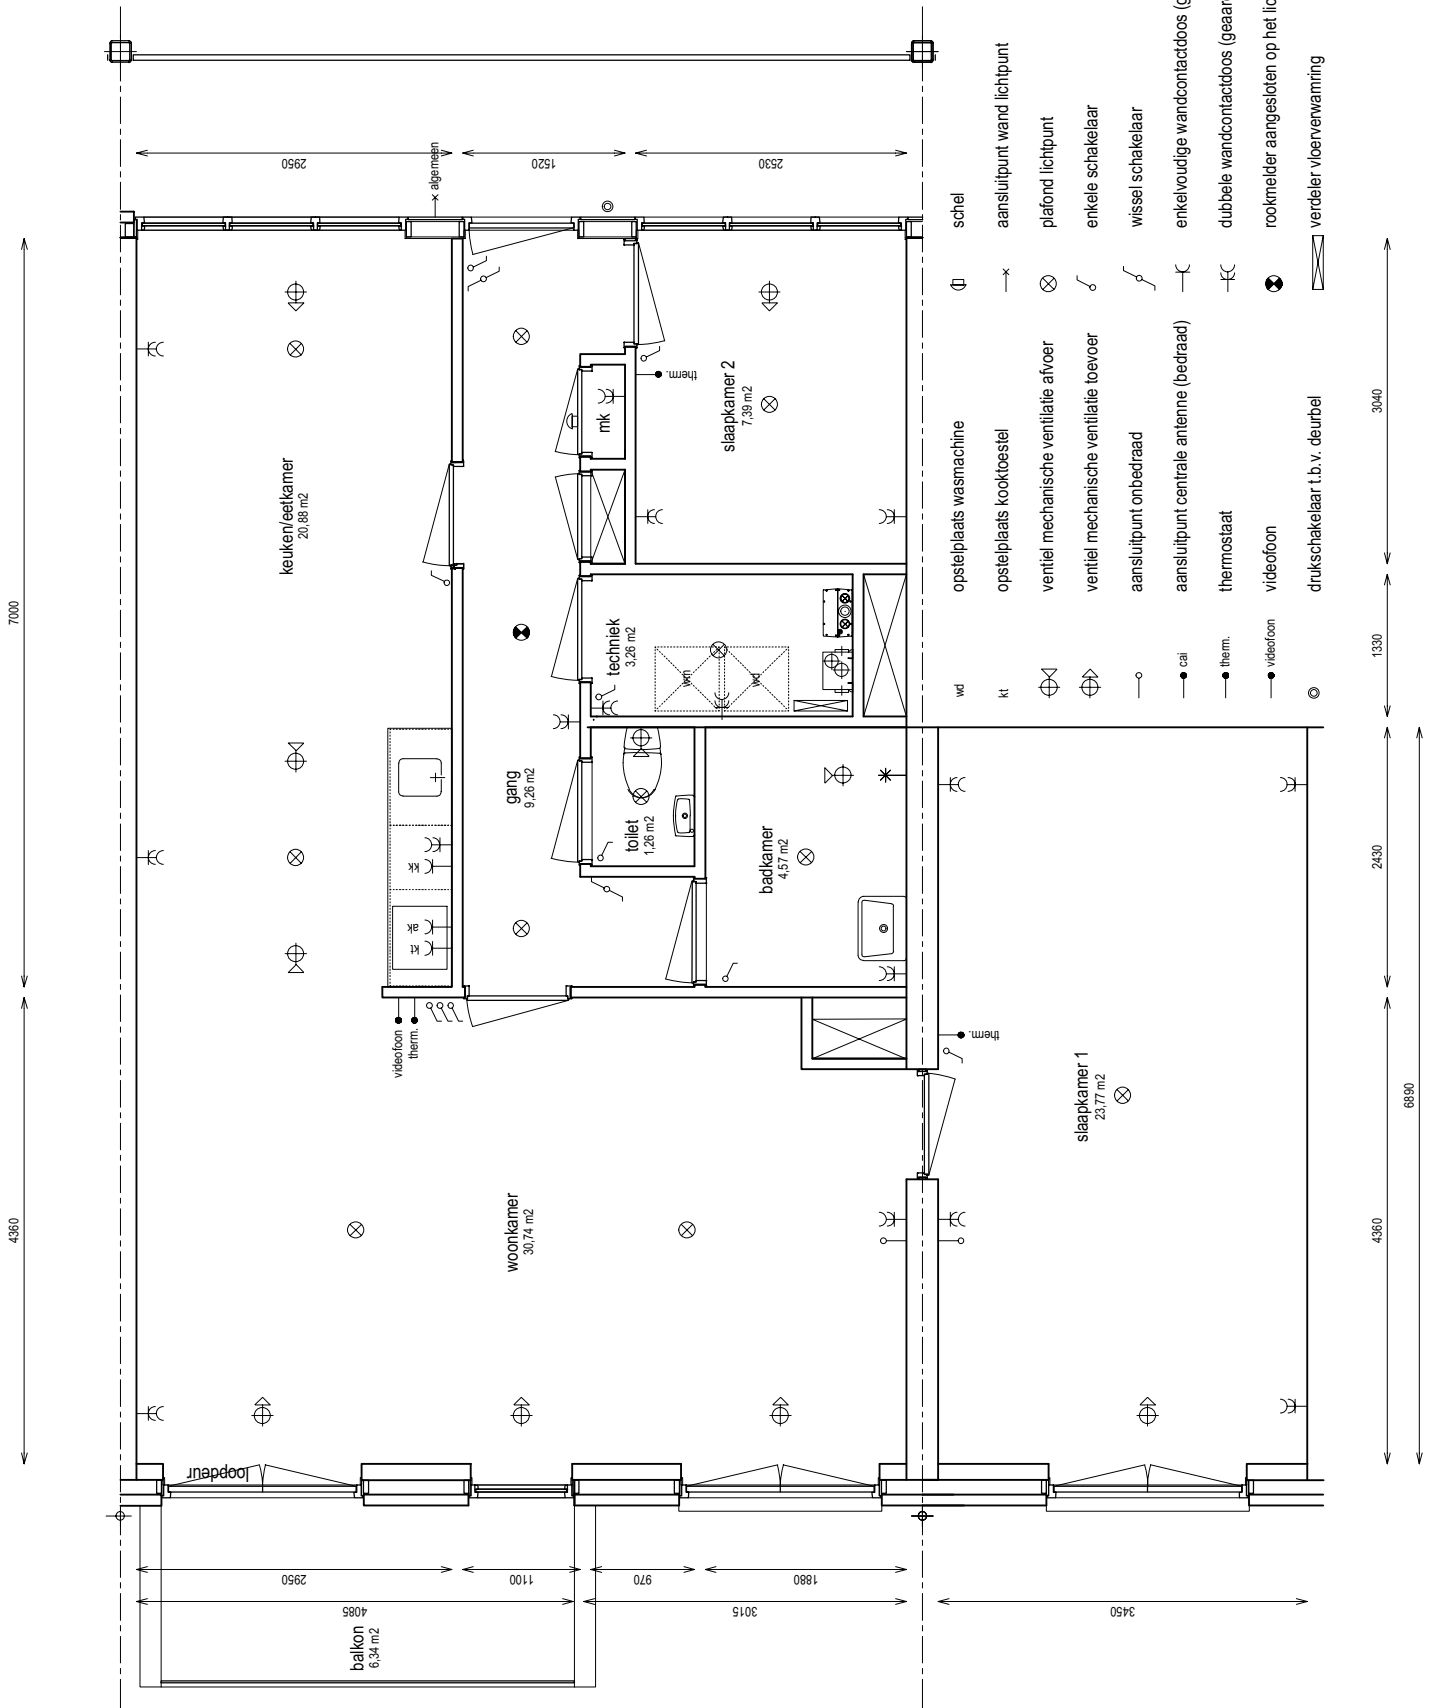 7000
4360
2950
1520
2530
algemeen
keuken/eetkamer
20,88 m2
mk
slaapkamer 2
7,39 m2
therm.
techniek
3,26 m2
wm
wd
gang
9,26 m2
toilet
1,26 m2
badkamer
4,57 m2
kk
ak
kt
videofoon
therm.
woonkamer
30,74 m2
slaapkamer 1
23,77 m2
therm.
loopdeur
balkon
6,34 m2
2950
1100
970
1880
4085
3015
3450
3040
1330
2430
4360
6890
wd opstelplaats wasmachine
kt opstelplaats kooktoestel
ventiel mechanische ventilatie afvoer
ventiel mechanische ventilatie toevoer
aansluitpunt onbedraad
cai aansluitpunt centrale antenne (bedraad)
therm. thermostaat
videofoon videofoon
drukschakelaar t.b.v. deurbel
schel
aansluitpunt wand lichtpunt
plafond lichtpunt
enkele schakelaar
wissel schakelaar
enkelvoudige wandcontactdoos (g
dubbele wandcontactdoos (geaar
rookmelder aangesloten op het lic
verdeler vloerverwamring